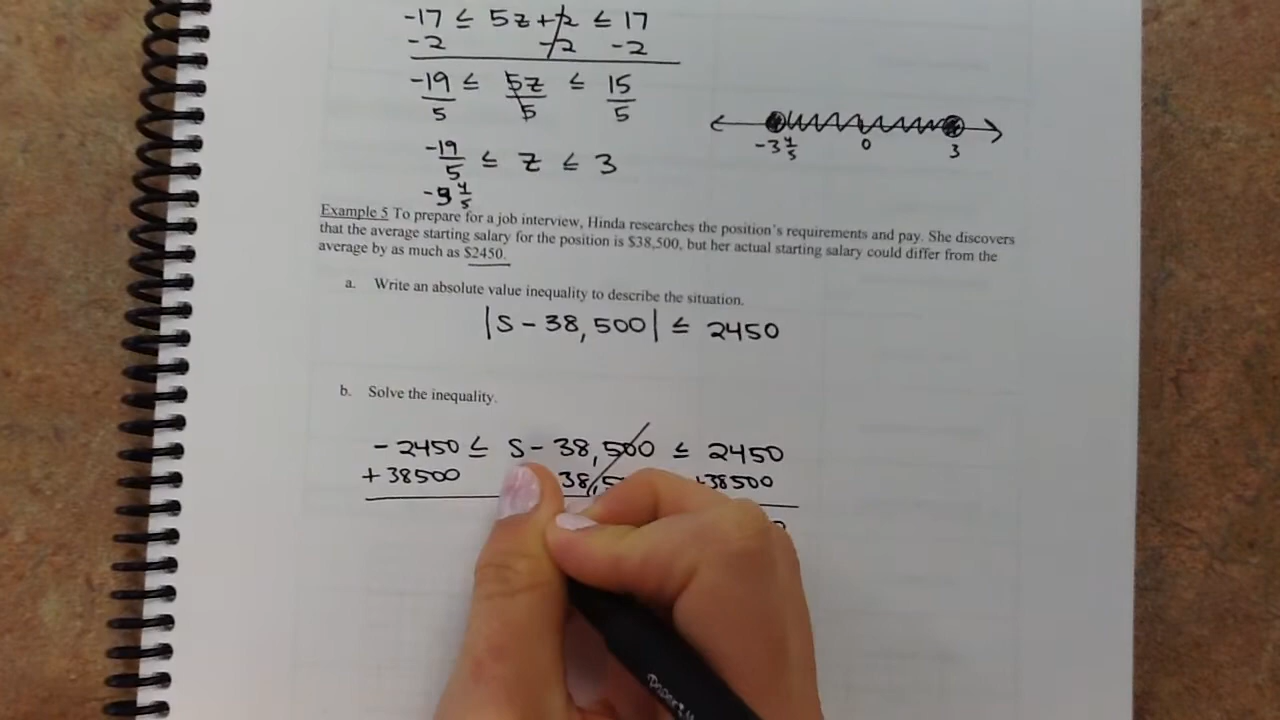 -17 ≤ 5z+2 ≤ 17
-2 -2 -2
-19 ≤ 5z ≤ 15
5 5 5
-19/5 ≤ z ≤ 3
-3 4/5
-3 4/5 0 3
Example 5 To prepare for a job interview, Hinda researches the position's requirements and pay. She discovers
that the average starting salary for the position is $38,500, but her actual starting salary could differ from the
average by as much as $2450.
a. Write an absolute value inequality to describe the situation.
|S - 38,500| ≤ 2450
b. Solve the inequality.
- 2450 ≤ S - 38,500 ≤ 2450
+ 38500 38,5 +38500